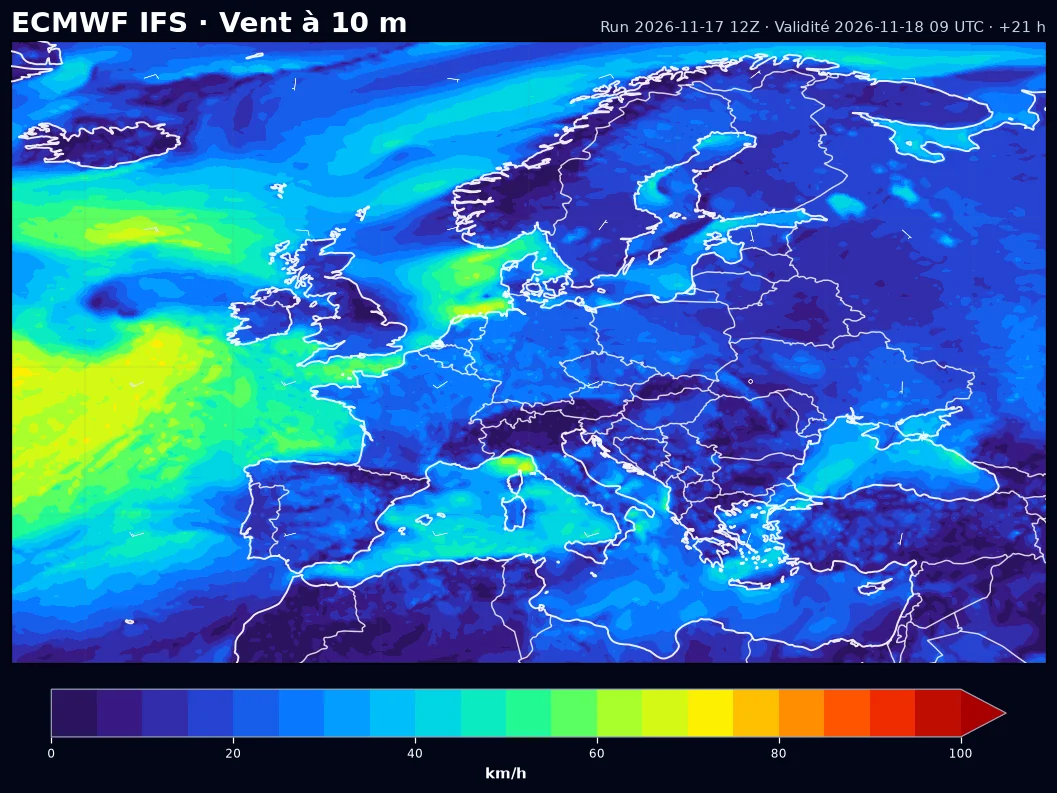 ECMWF IFS · Vent à 10 m
Run 2026-11-17 12Z · Validité 2026-11-18 09 UTC · +21 h
0 20 40 60 80 100
km/h